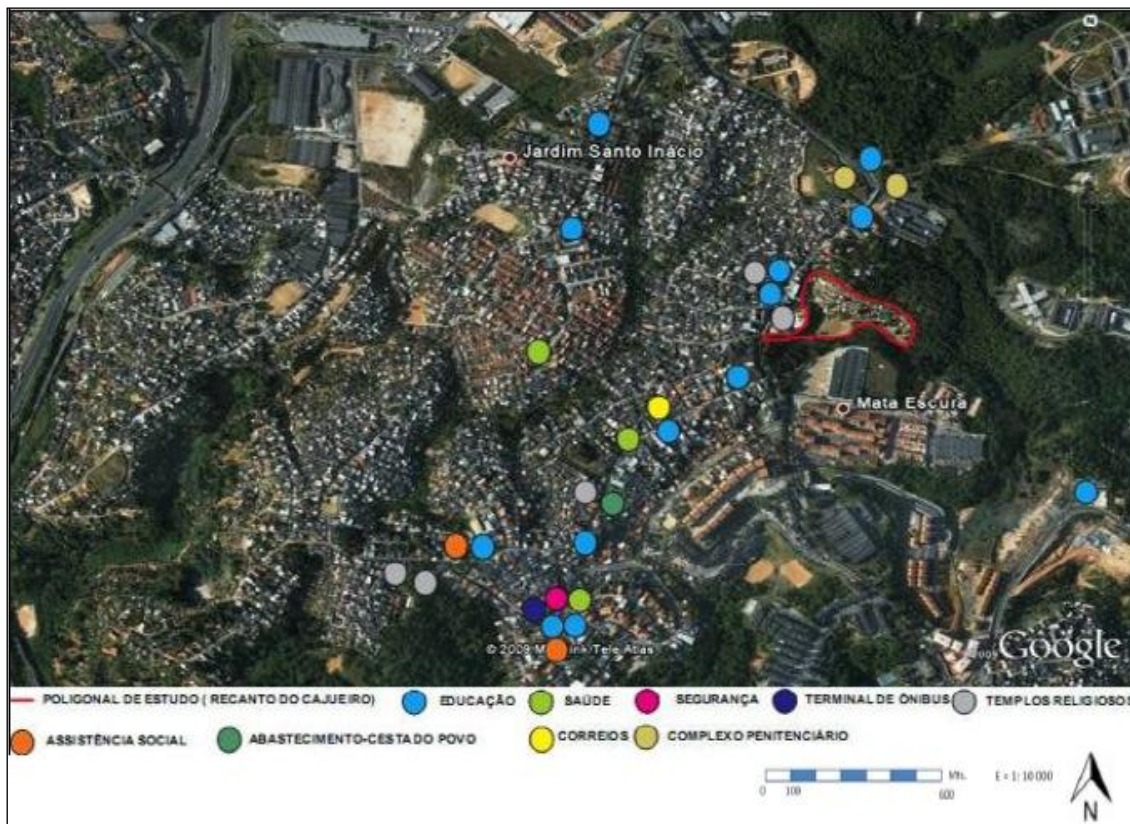 N
Jardim Santo Inácio
Mata Escura
Google
POLIGONAL DE ESTUDO ( RECANTO DO CAJUEIRO) EDUCAÇÃO SAÚDE SEGURANÇA TERMINAL DE ÔNIBUS TEMPLOS RELIGIOSOS
ASSISTÊNCIA SOCIAL ABASTECIMENTO-CESTA DO POVO CORREIOS COMPLEXO PENITENCIÁRIO
0 100 600 E = 1: 10 000
N